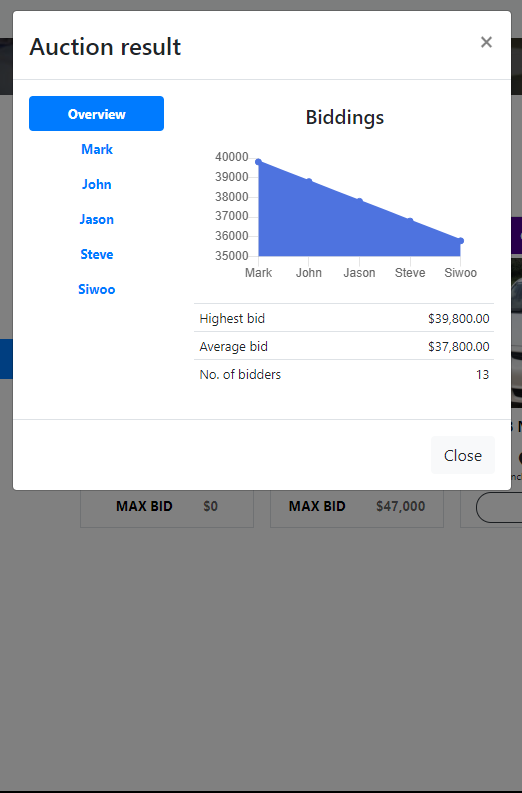 Auction result
×
Overview
Mark
John
Jason
Steve
Siwoo
Biddings
40000
39000
38000
37000
36000
35000
Mark John Jason Steve Siwoo
Highest bid $39,800.00
Average bid $37,800.00
No. of bidders 13
Close
MAX BID $0
MAX BID $47,000